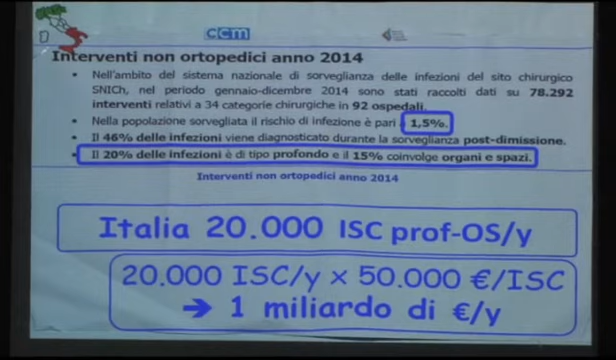 ccm
Interventi non ortopedici anno 2014
Nell'ambito del sistema nazionale di sorveglianza delle infezioni del sito chirurgico
SNICh, nel periodo gennaio-dicembre 2014 sono stati raccolti dati su 78.292
interventi relativi a 34 categorie chirurgiche in 92 ospedali.
Nella popolazione sorvegliata il rischio di infezione è pari 1,5%.
Il 46% delle infezioni viene diagnosticato durante la sorveglianza post-dimissione.
Il 20% delle infezioni è di tipo profondo e il 15% coinvolge organi e spazi.
Interventi non ortopedici anno 2014
Italia 20.000 ISC prof-OS/y
20.000 ISC/y x 50.000 €/ISC
➔ 1 miliardo di €/y